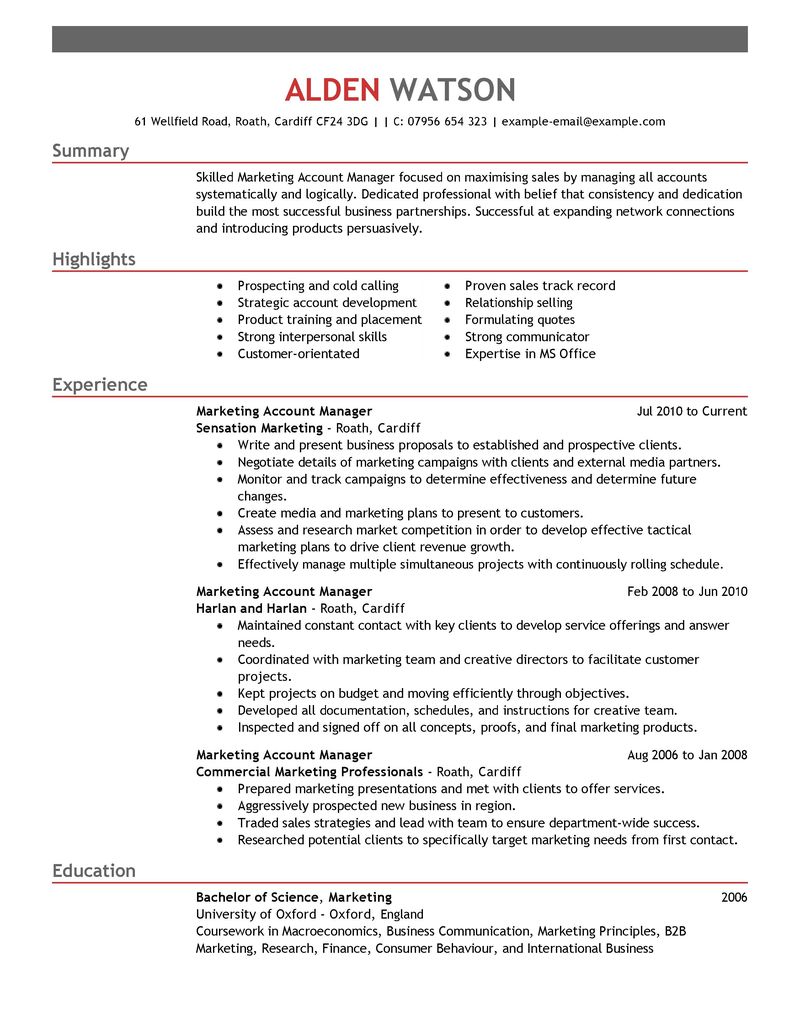 ALDEN WATSON
61 Wellfield Road, Roath, Cardiff CF24 3DG | | C: 07956 654 323 | example-email@example.com
Summary
Skilled Marketing Account Manager focused on maximising sales by managing all accounts
systematically and logically. Dedicated professional with belief that consistency and dedication
build the most successful business partnerships. Successful at expanding network connections
and introducing products persuasively.
Highlights
• Prospecting and cold calling
• Strategic account development
• Product training and placement
• Strong interpersonal skills
• Customer-orientated
• Proven sales track record
• Relationship selling
• Formulating quotes
• Strong communicator
• Expertise in MS Office
Experience
Marketing Account Manager Jul 2010 to Current
Sensation Marketing - Roath, Cardiff
• Write and present business proposals to established and prospective clients.
• Negotiate details of marketing campaigns with clients and external media partners.
• Monitor and track campaigns to determine effectiveness and determine future
changes.
• Create media and marketing plans to present to customers.
• Assess and research market competition in order to develop effective tactical
marketing plans to drive client revenue growth.
• Effectively manage multiple simultaneous projects with continuously rolling schedule.
Marketing Account Manager Feb 2008 to Jun 2010
Harlan and Harlan - Roath, Cardiff
• Maintained constant contact with key clients to develop service offerings and answer
needs.
• Coordinated with marketing team and creative directors to facilitate customer
projects.
• Kept projects on budget and moving efficiently through objectives.
• Developed all documentation, schedules, and instructions for creative team.
• Inspected and signed off on all concepts, proofs, and final marketing products.
Marketing Account Manager Aug 2006 to Jan 2008
Commercial Marketing Professionals - Roath, Cardiff
• Prepared marketing presentations and met with clients to offer services.
• Aggressively prospected new business in region.
• Traded sales strategies and lead with team to ensure department-wide success.
• Researched potential clients to specifically target marketing needs from first contact.
Education
Bachelor of Science, Marketing 2006
University of Oxford - Oxford, England
Coursework in Macroeconomics, Business Communication, Marketing Principles, B2B
Marketing, Research, Finance, Consumer Behaviour, and International Business